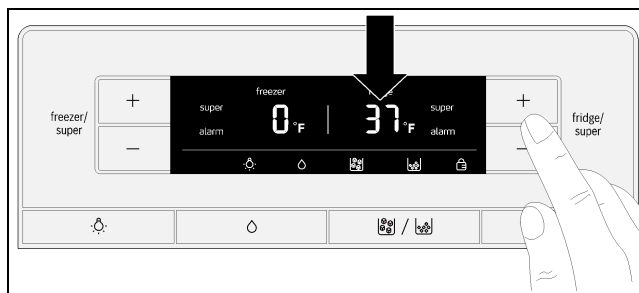 freezer
super
super
0 °F
37 °F
alarm
alarm
freezer/
super
fridge/
super
+
−
+
−
/